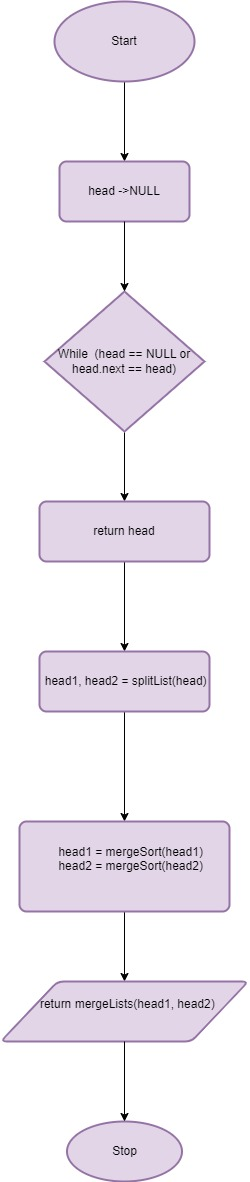 Start
head ->NULL
While (head == NULL or
head.next == head)
return head
head1, head2 = splitList(head)
head1 = mergeSort(head1)
head2 = mergeSort(head2)
return mergeLists(head1, head2)
Stop